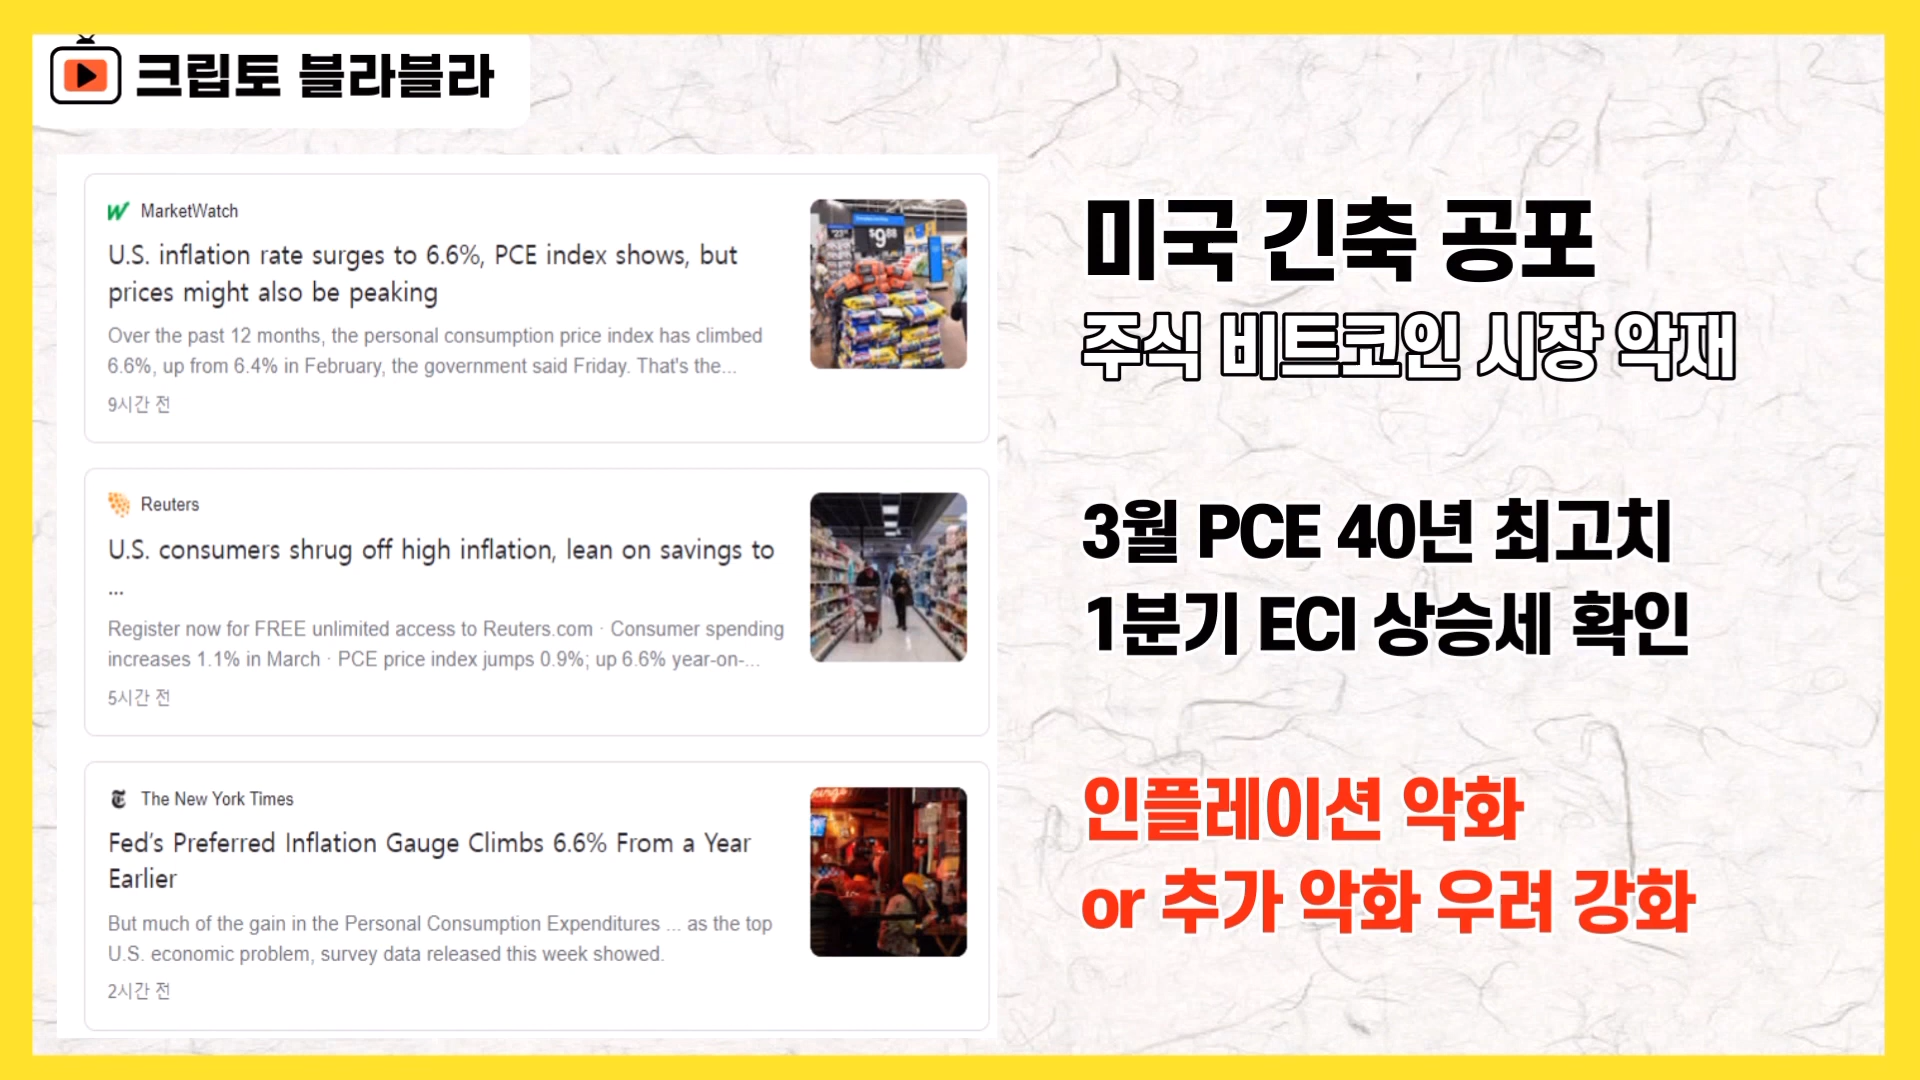 크립토 블라블라
MarketWatch
U.S. inflation rate surges to 6.6%, PCE index shows, but
prices might also be peaking
Over the past 12 months, the personal consumption price index has climbed
6.6%, up from 6.4% in February, the government said Friday. That's the...
9시간 전
Reuters
U.S. consumers shrug off high inflation, lean on savings to
...
Register now for FREE unlimited access to Reuters.com · Consumer spending
increases 1.1% in March · PCE price index jumps 0.9%; up 6.6% year-on-...
5시간 전
The New York Times
Fed's Preferred Inflation Gauge Climbs 6.6% From a Year
Earlier
But much of the gain in the Personal Consumption Expenditures ... as the top
U.S. economic problem, survey data released this week showed.
2시간 전
미국 긴축 공포
주식 비트코인 시장 악재
3월 PCE 40년 최고치
1분기 ECI 상승세 확인
인플레이션 악화
or 추가 악화 우려 강화